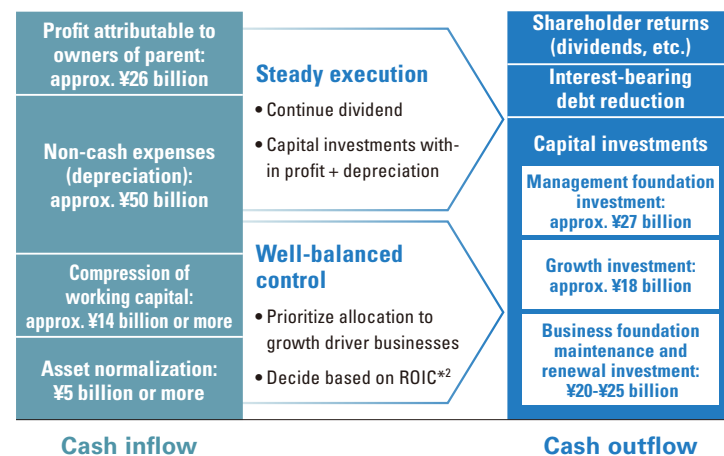 Profit attributable to
owners of parent:
approx. ¥26 billion
Non-cash expenses
(depreciation):
approx. ¥50 billion
Compression of
working capital:
approx. ¥14 billion or more
Asset normalization:
¥5 billion or more
Cash inflow
Steady execution
• Continue dividend
• Capital investments with-
in profit + depreciation
Well-balanced
control
• Prioritize allocation to
growth driver businesses
• Decide based on ROIC*2
Shareholder returns
(dividends, etc.)
Interest-bearing
debt reduction
Capital investments
Management foundation
investment:
approx. ¥27 billion
Growth investment:
approx. ¥18 billion
Business foundation
maintenance and
renewal investment:
¥20-¥25 billion
Cash outflow